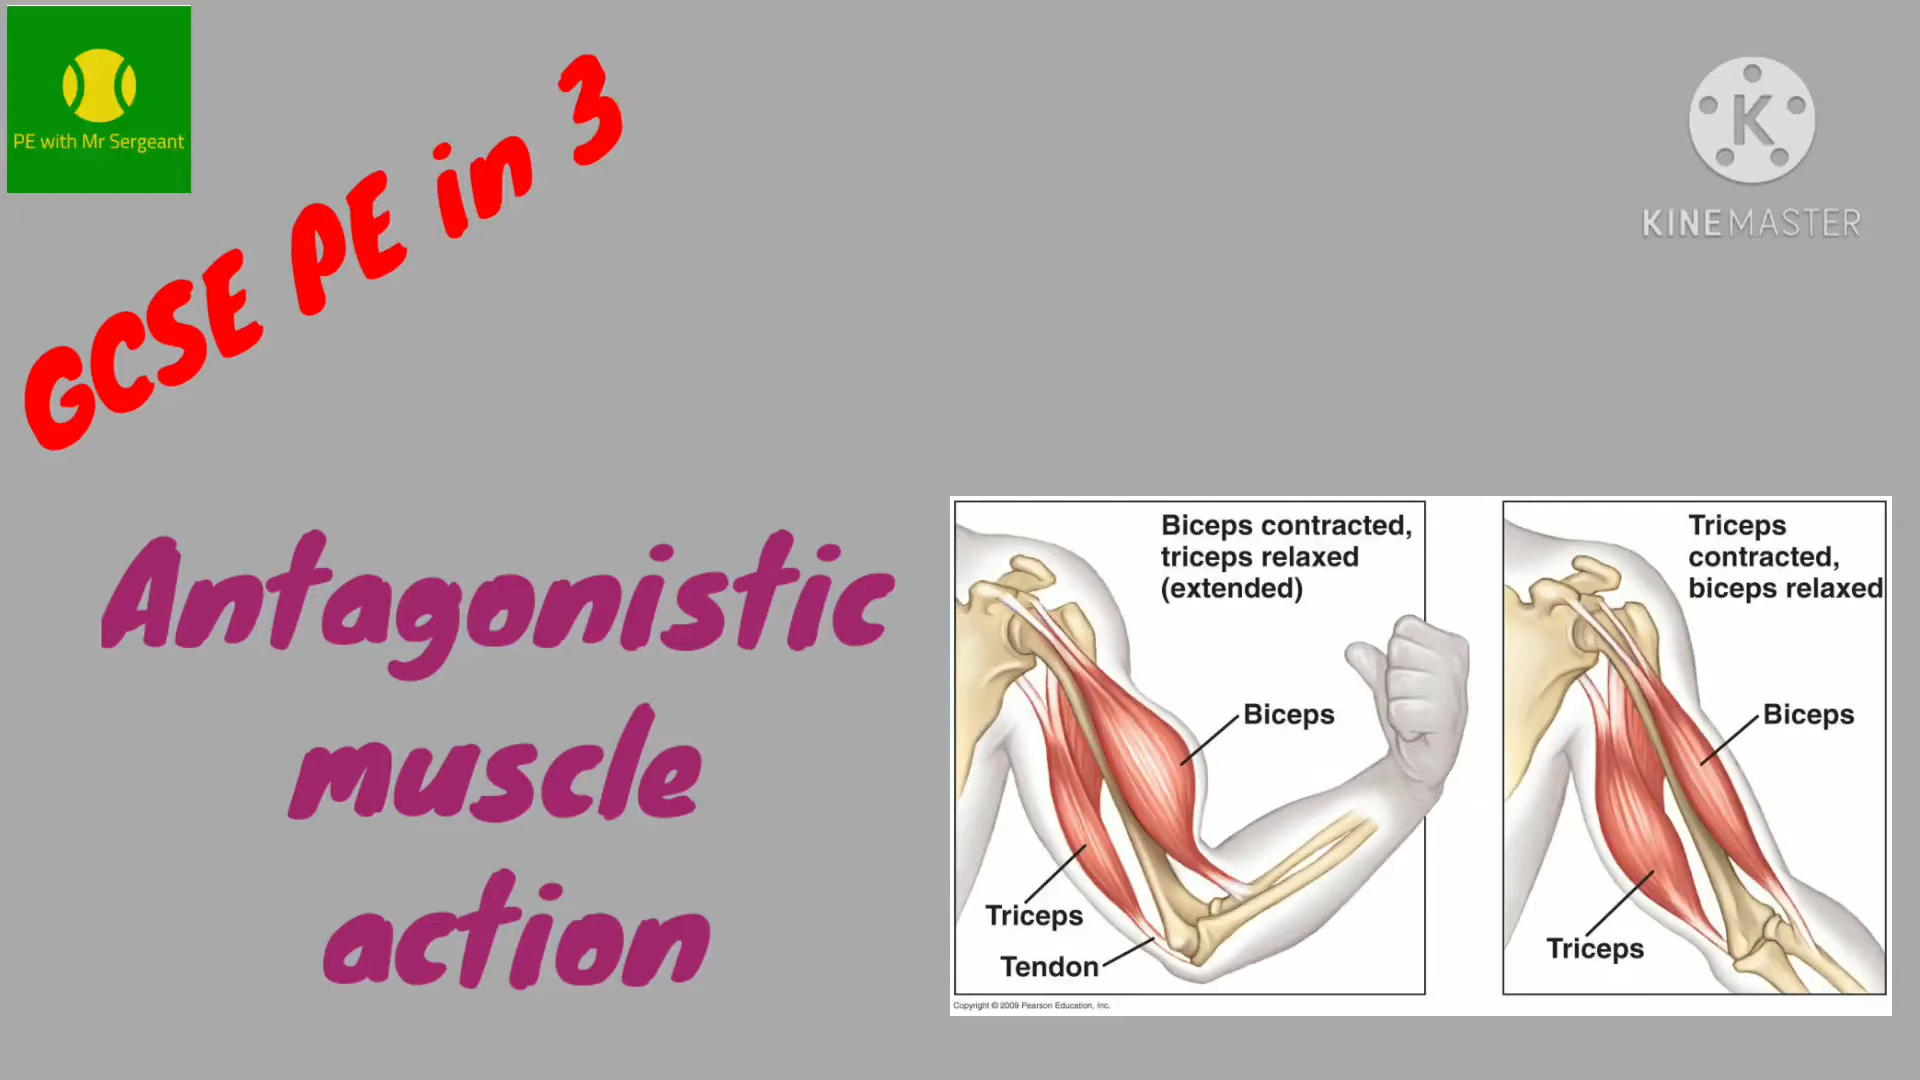 PE with Mr Sergeant
GCSE PE in 3
K
KINEMASTER
Antagonistic
muscle
action
Biceps contracted,
triceps relaxed
(extended)
Biceps
Triceps
Tendon
Triceps
contracted,
biceps relaxed
Biceps
Triceps
Copyright © 2009 Pearson Education, Inc.